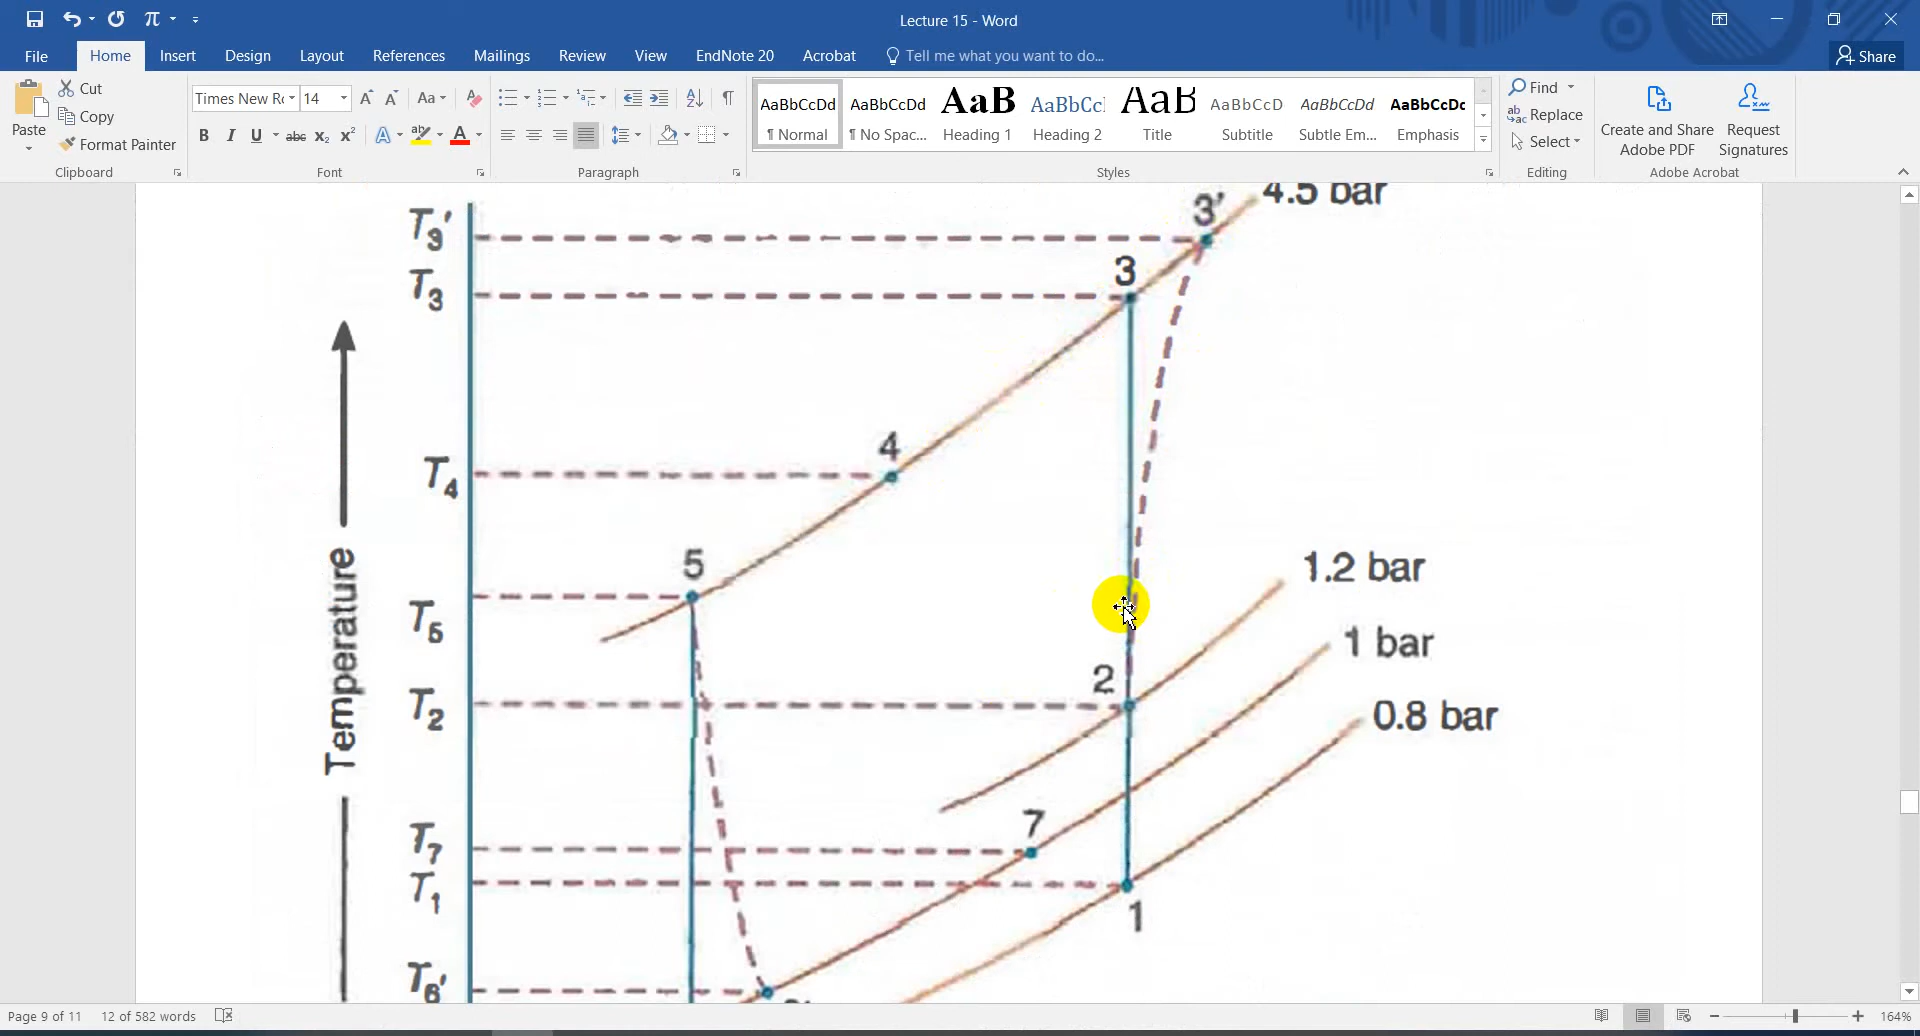 Lecture 15 - Word
File Home Insert Design Layout References Mailings Review View EndNote 20 Acrobat Tell me what you want to do... Share
Paste
Cut
Copy
Format Painter
Clipboard
Times New Ro 14 Aa
B I U abc x₂ x² A ab A
Font
Paragraph
AaBbCcDd AaBbCcDd AaB AaBbCc AaB AaBbCcD AaBbCcDd AaBbCcDc
¶ Normal ¶ No Spac... Heading 1 Heading 2 Title Subtitle Subtle Em... Emphasis
Styles
Find
Replace
Select
Editing
Create and Share Adobe PDF
Request Signatures
Adobe Acrobat
4.5 bar
3'
T₃'
3
T₃
4
T₄
1.2 bar
5
T₅
1 bar
2
T₂
0.8 bar
Temperature
7
T₇
T₁
1
T₆'
Page 9 of 11 12 of 582 words 164%